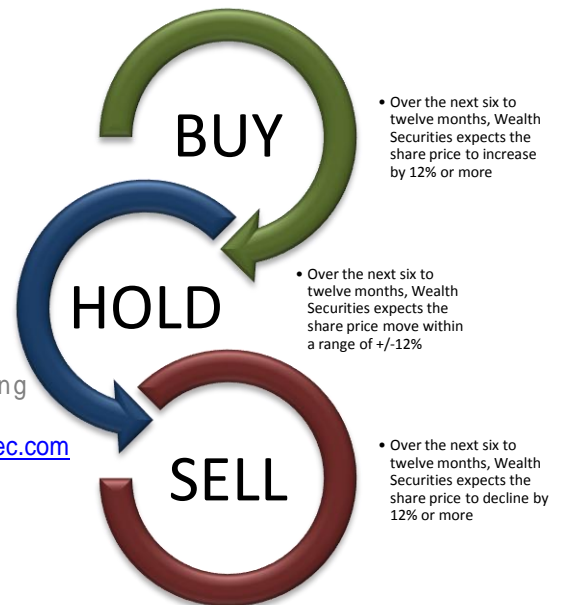 BUY
• Over the next six to
twelve months, Wealth
Securities expects the
share price to increase
by 12% or more
HOLD
• Over the next six to
twelve months, Wealth
Securities expects the
share price move within
a range of +/-12%
ng
ec.com
SELL
• Over the next six to
twelve months, Wealth
Securities expects the
share price to decline by
12% or more